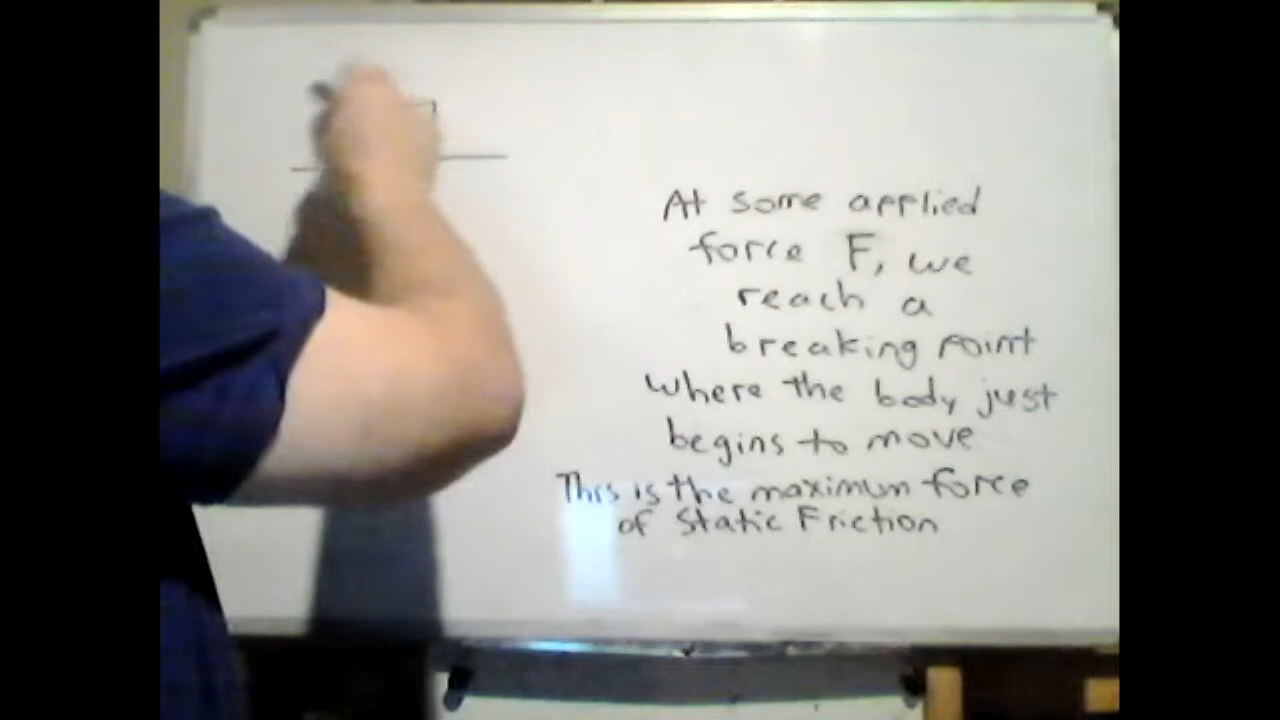 At some applied
force F, we
reach a
breaking point
where the body just
begins to move
This is the maximum force
of Static Friction